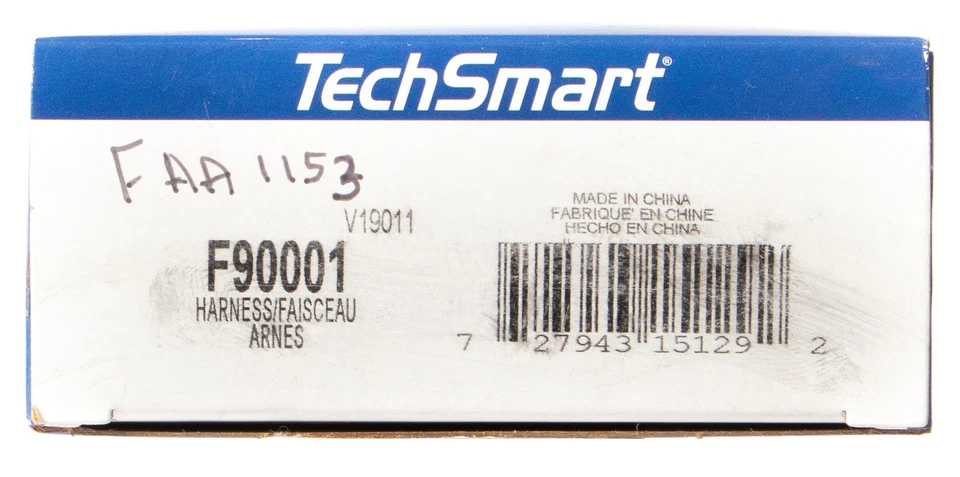 TechSmart®
FAA 1153
V19011
F90001
HARNESS/FAISCEAU
ARNES
MADE IN CHINA
FABRIQUE' EN CHINE
HECHO EN CHINA
7 27943 15129 2